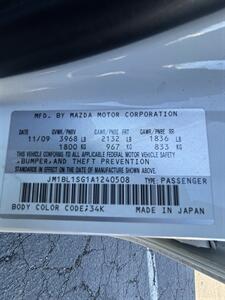 MFD BY MAZDA MOTOR CORPORATION
DATE GVWR/PNBV GAWR/PNBE FR GAWR/PNBE RR
11/09 3968 LB 2132 LB 1836 LB
1800 KG 967 KG 833 KG
THIS VEHICLE CONFORMS TO ALL APPLICABLE FEDERAL MOTOR VEHICLE SAFETY
BUMPER, AND THEFT PREVENTION
STANDARDS IN EFFECT ON THE DATE OF MANUFACTURE SHOWN ABOVE.
JM1BL1SG1A1240508 TYPE: PASSENGER
BODY COLOR CODE: 34K MADE IN JAPAN